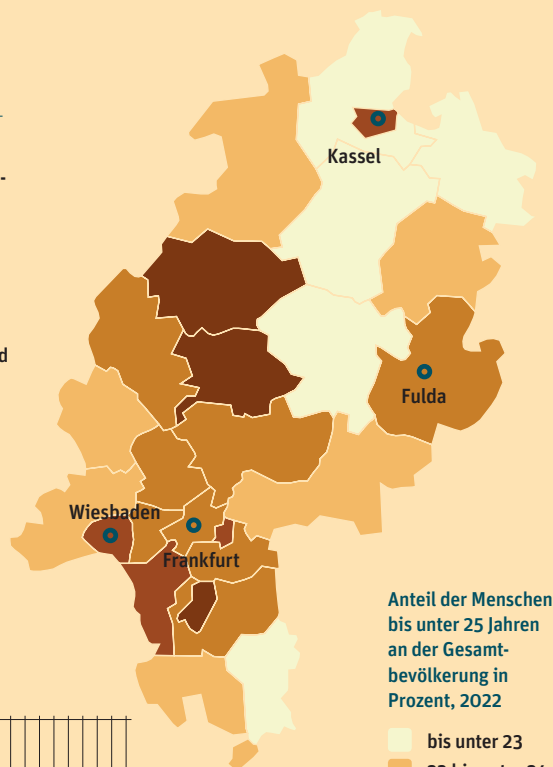 Kassel
d
Fulda
Wiesbaden
Frankfurt
Anteil der Menschen
bis unter 25 Jahren
an der Gesamt-
bevölkerung in
Prozent, 2022
bis unter 23